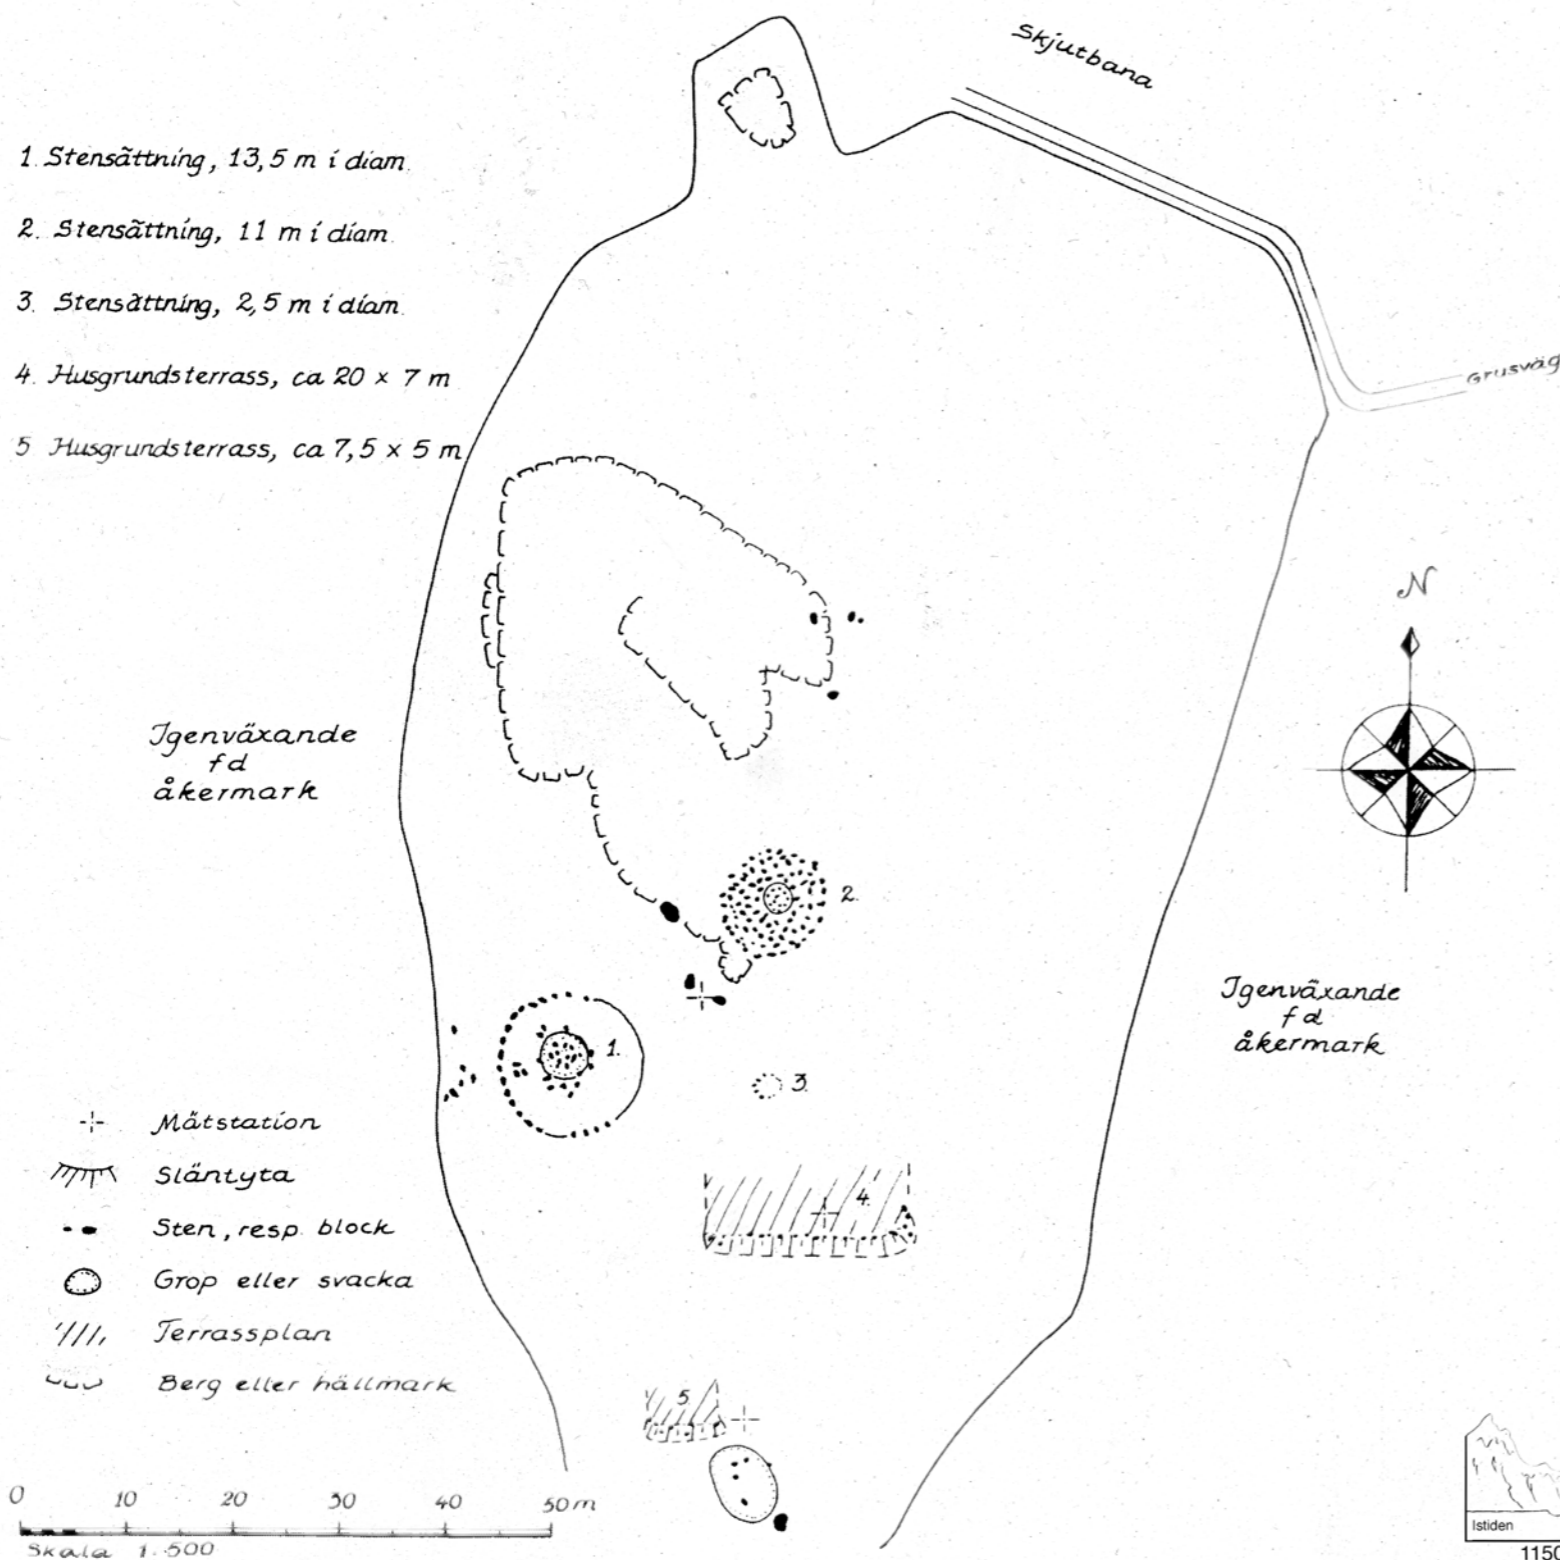 Skjutbana
1. Stensättning, 13,5 m i diam.
2. Stensättning, 11 m i diam.
3. Stensättning, 2,5 m i diam.
4. Husgrundsterrass, ca 20 x 7 m
5 Husgrundsterrass, ca 7,5 x 5 m
Grusväg
N
Igenväxande
fd
åkermark
2.
Igenväxande
fd
åkermark
1.
3.
4.
5.
Mätstation
Släntyta
Sten, resp. block
Grop eller svacka
Terrassplan
Berg eller hällmark
0 10 20 30 40 50 m
Skala 1:500
Istiden
1150